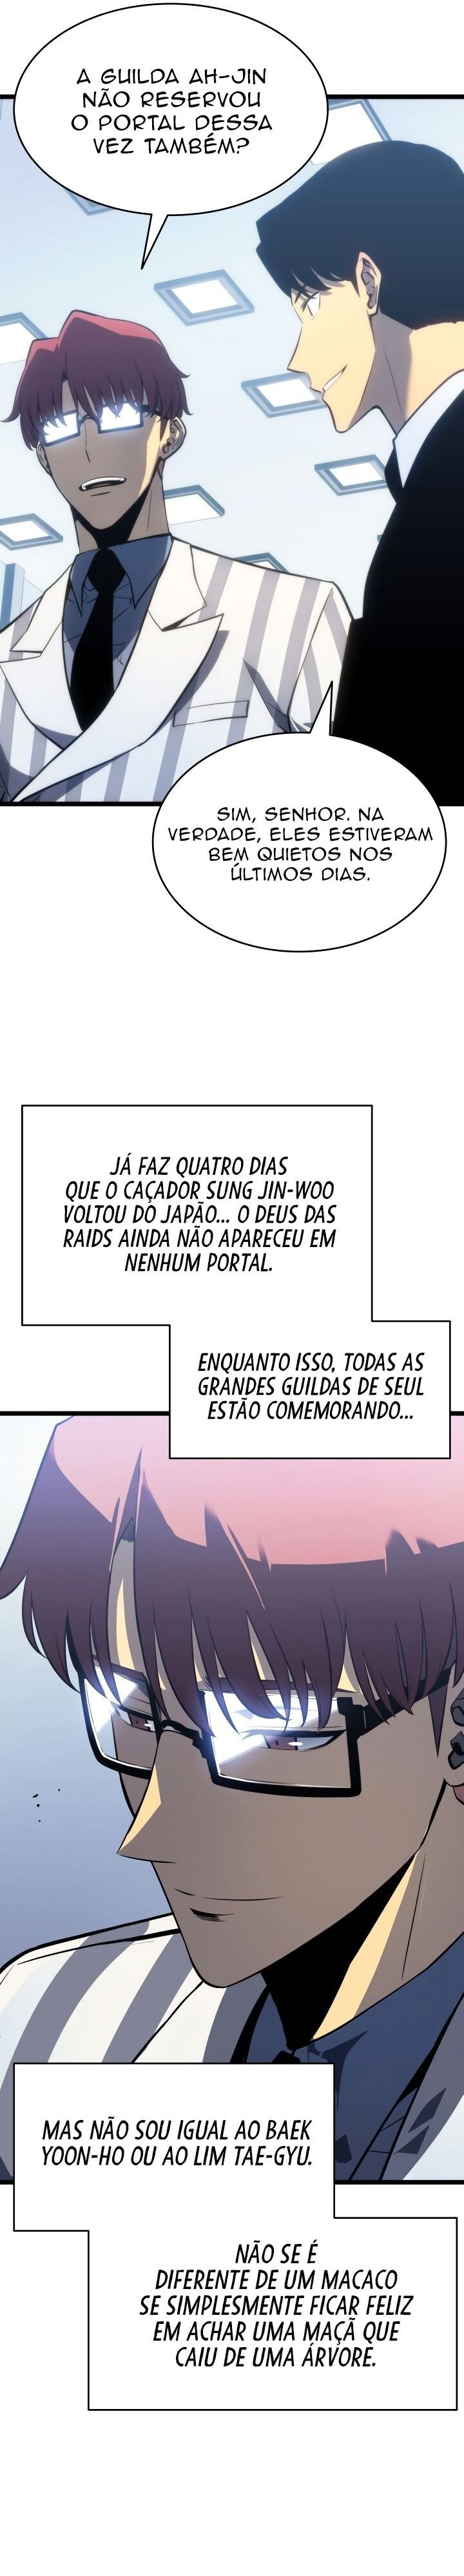 A GUILDA AH-JIN
NÃO RESERVOU
O PORTAL DESSA
VEZ TAMBÉM?
SIM, SENHOR. NA
VERDADE, ELES ESTIVERAM
BEM QUIETOS NOS
ÚLTIMOS DIAS.
JÁ FAZ QUATRO DIAS
QUE O CAÇADOR SUNG JIN-WOO
VOLTOU DO JAPÃO... O DEUS DAS
RAIDS AINDA NÃO APARECEU EM
NENHUM PORTAL.
ENQUANTO ISSO, TODAS AS
GRANDES GUILDAS DE SEUL
ESTÃO COMEMORANDO...
MAS NÃO SOU IGUAL AO BAEK
YOON-HO OU AO LIM TAE-GYU.
NÃO SE É
DIFERENTE DE UM MACACO
SE SIMPLESMENTE FICAR FELIZ
EM ACHAR UMA MAÇÃ QUE
CAIU DE UMA ÁRVORE.